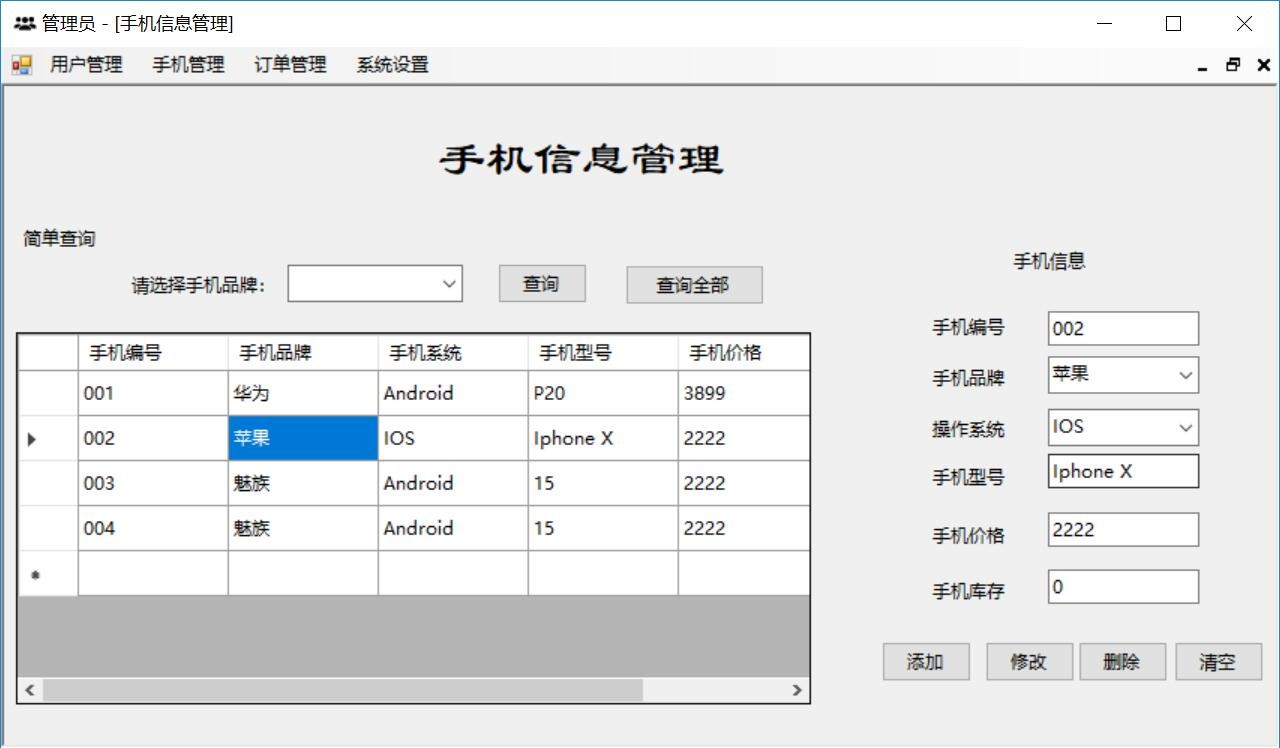 管理员 - [手机信息管理]
用户管理 手机管理 订单管理 系统设置
手机信息管理
简单查询
请选择手机品牌： 查询 查询全部
手机编号 手机品牌 手机系统 手机型号 手机价格
001 华为 Android P20 3899
002 苹果 IOS Iphone X 2222
003 魅族 Android 15 2222
004 魅族 Android 15 2222
手机信息
手机编号 002
手机品牌 苹果
操作系统 IOS
手机型号 Iphone X
手机价格 2222
手机库存 0
添加 修改 删除 清空